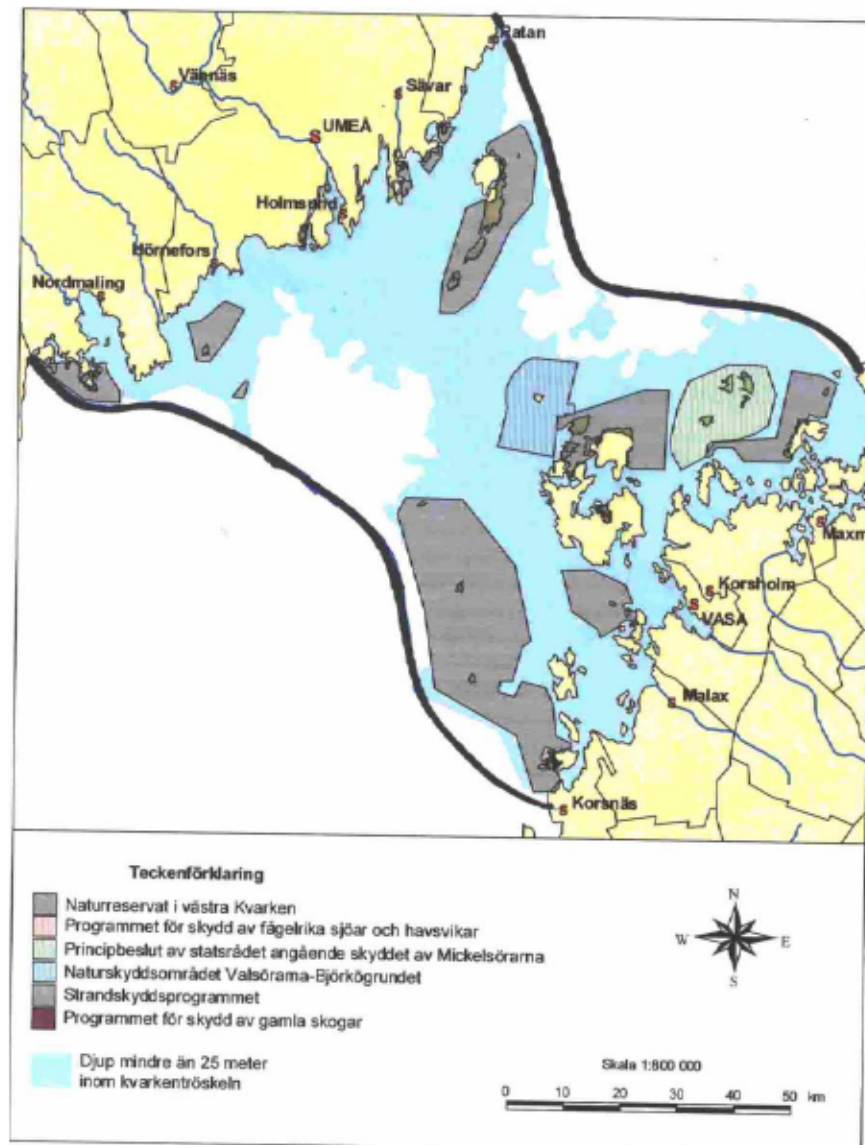 Ratan
Vännäs
Sävar
UMEÅ
Holmsund
Hörnefors
Nordmaling
Maxm
Korsholm
VASA
Malax
Korsnäs
Teckenförklaring
Naturreservat i västra Kvarken
Programmet för skydd av fågelrika sjöar och havsvikar
Principbeslut av statsrådet angående skyddet av Mickelsörarna
Naturskyddsområdet Valsörarna-Björkögrundet
Strandskyddsprogrammet
Programmet för skydd av gamla skogar
Djup mindre än 25 meter
inom kvarkentröskeln
N
W E
S
Skala 1:800 000
0 10 20 30 40 50 km